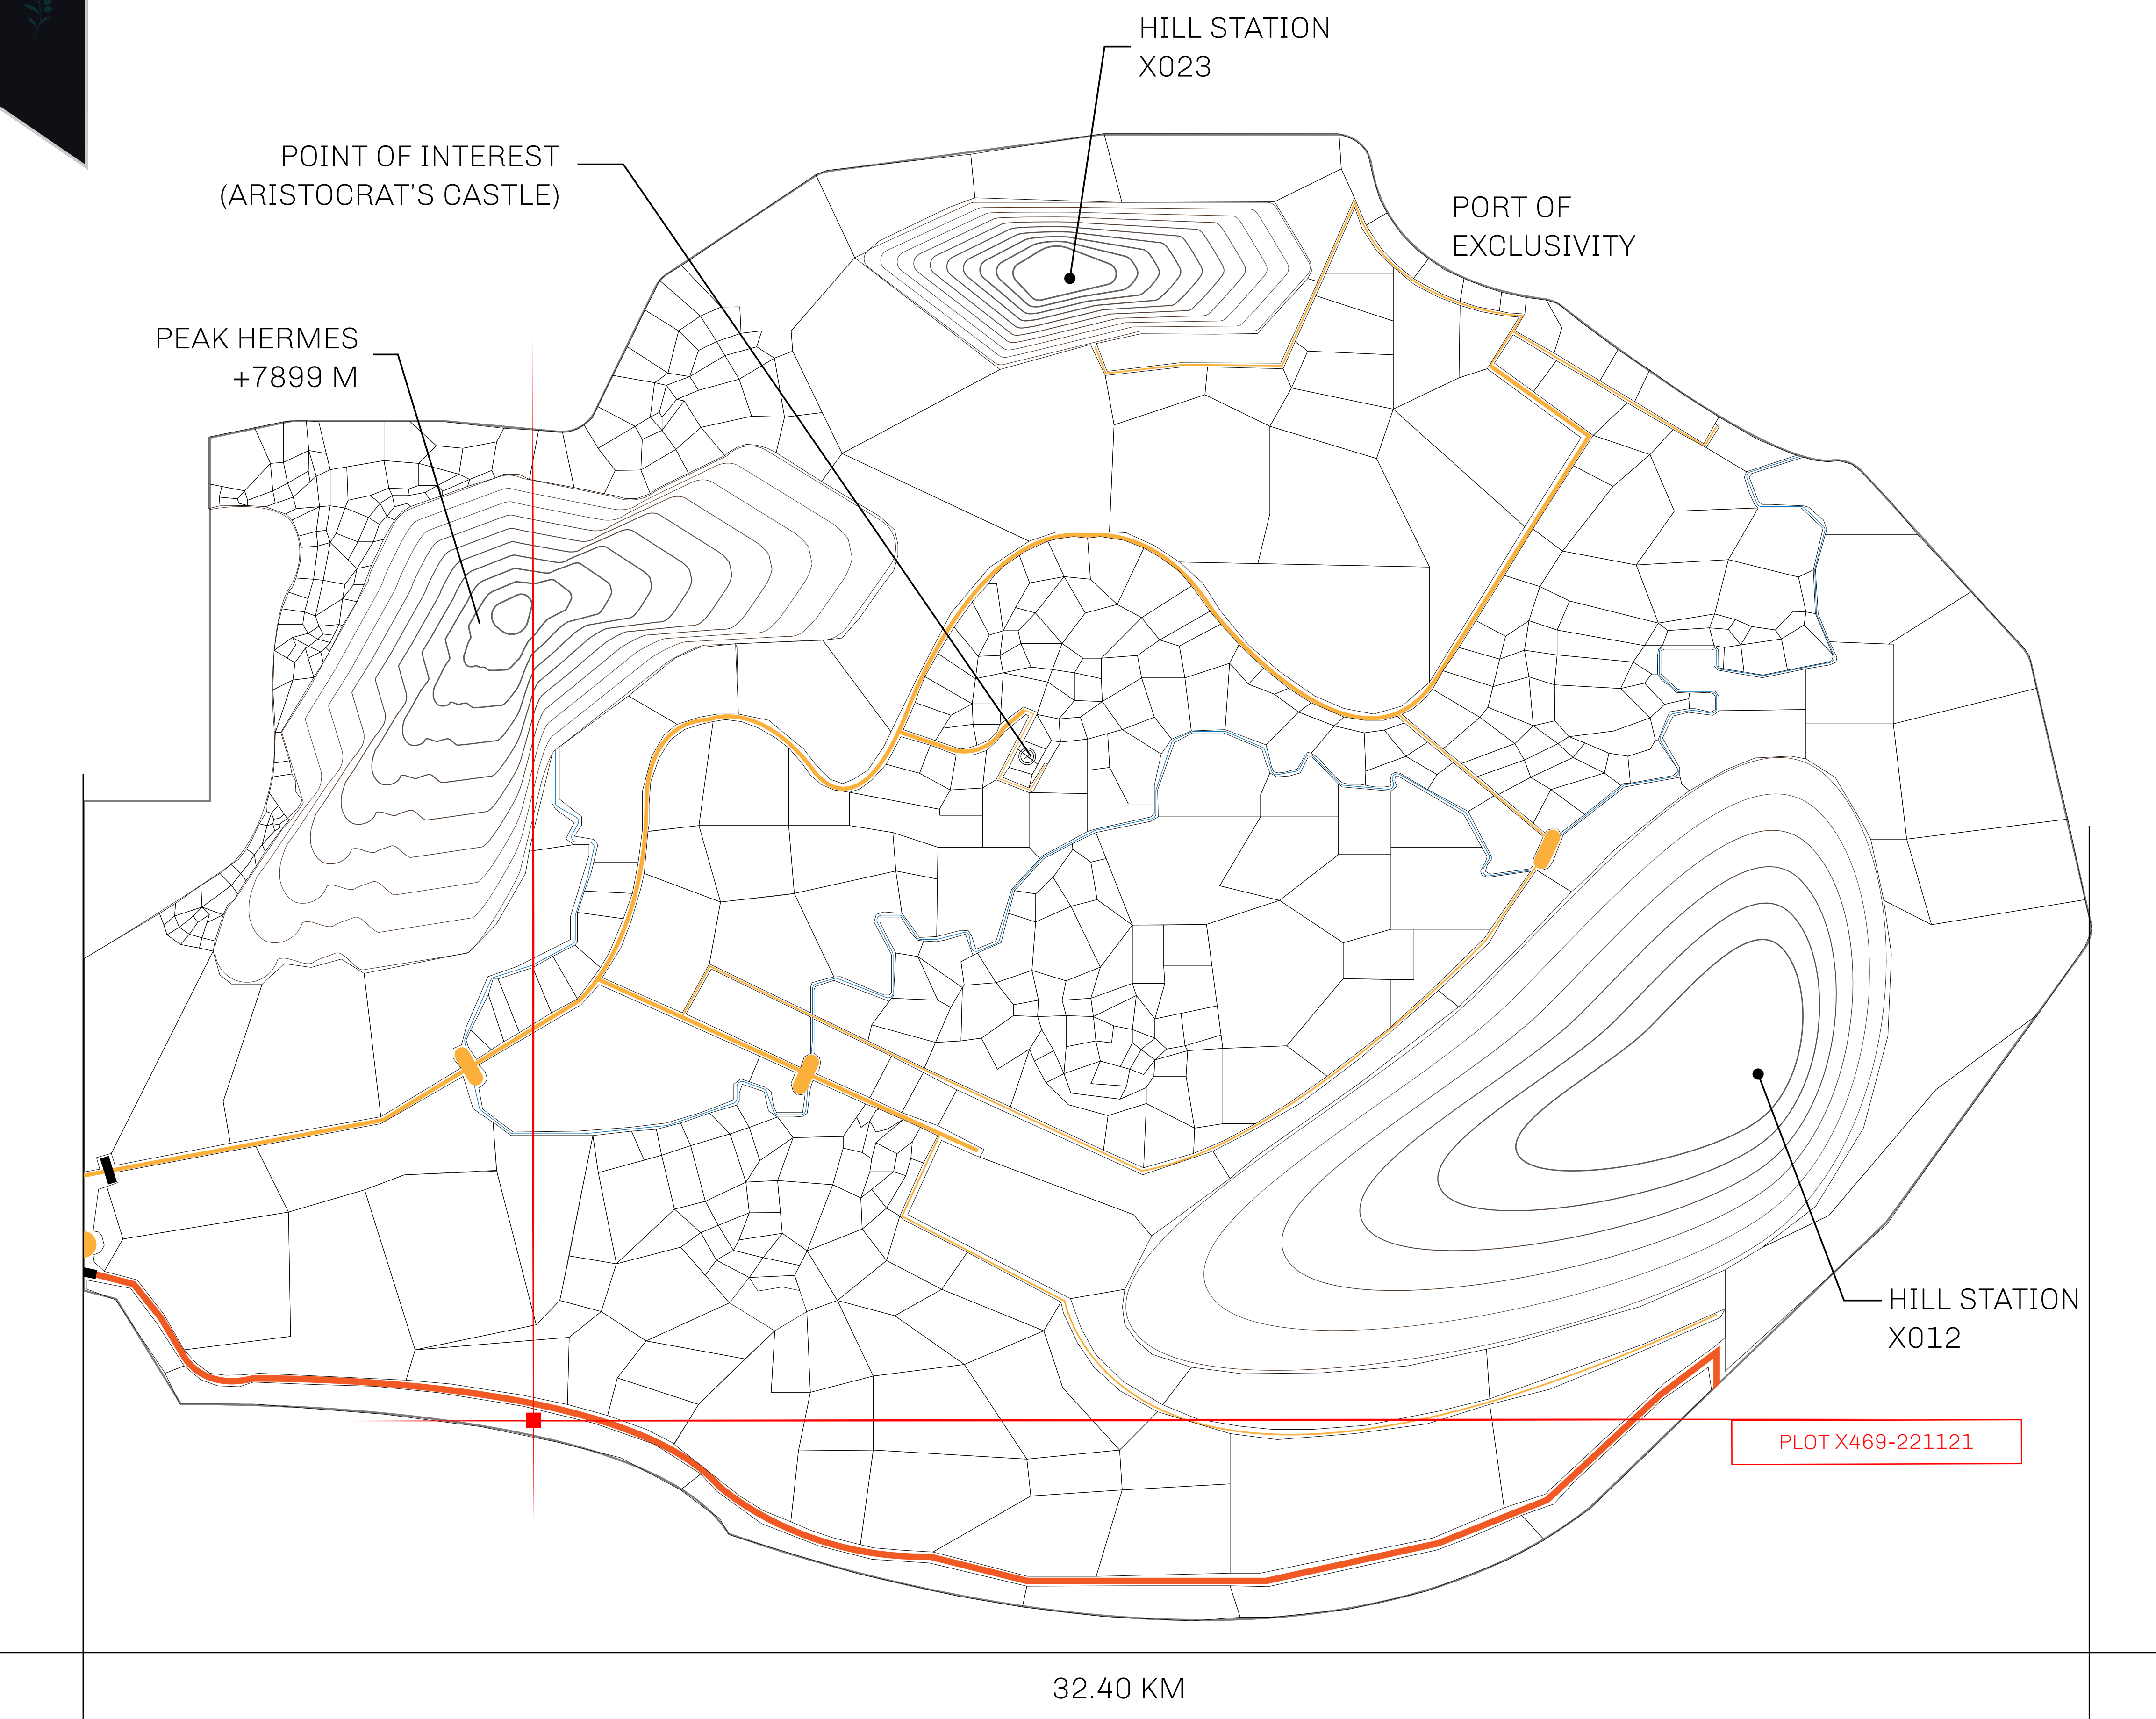 HILL STATION
X023
POINT OF INTEREST
(ARISTOCRAT'S CASTLE)
PORT OF
EXCLUSIVITY
PEAK HERMES
+7899 M
HILL STATION
X012
PLOT X469-221121
32.40 KM